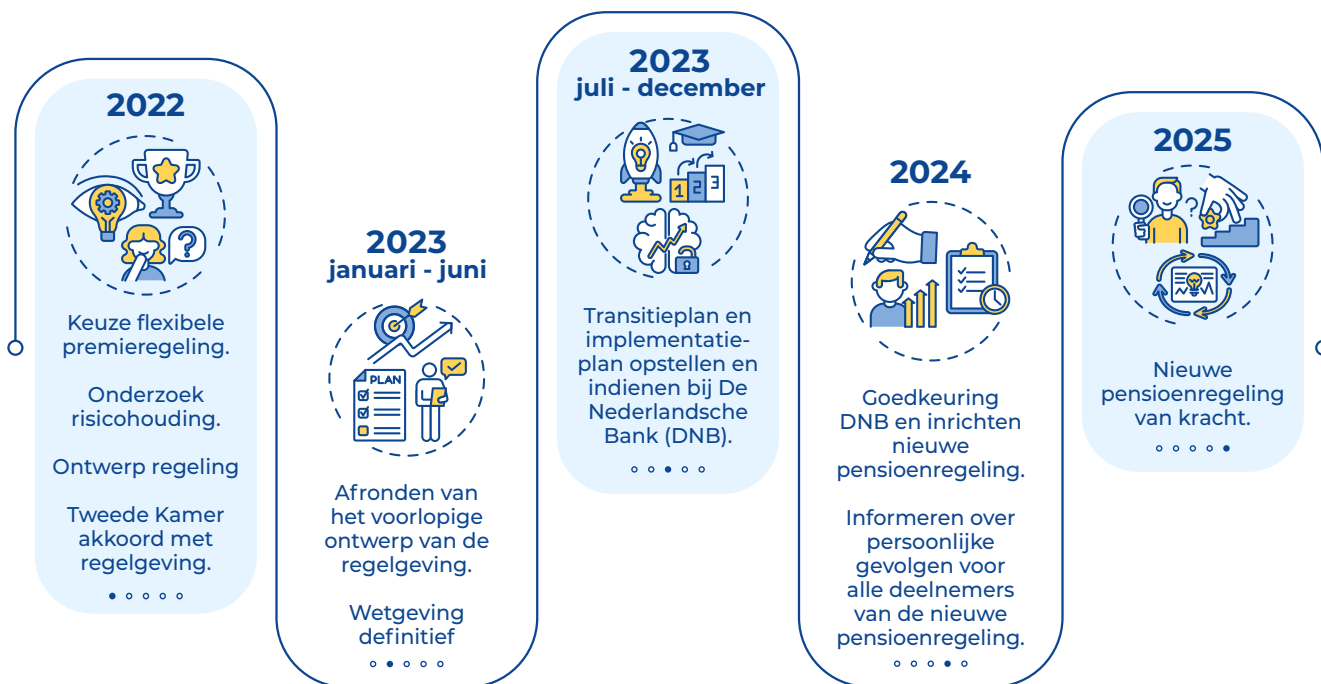 2022
Keuze flexibele
premieregeling.
Onderzoek
risicohouding.
Ontwerp regeling
Tweede Kamer
akkoord met
regelgeving.
2023
januari - juni
PLAN
Afronden van
het voorlopige
ontwerp van de
regelgeving.
Wetgeving
definitief
2023
juli - december
1 2 3
Transitieplan en
implementatie-
plan opstellen en
indienen bij De
Nederlandsche
Bank (DNB).
2024
Goedkeuring
DNB en inrichten
nieuwe
pensioenregeling.
Informeren over
persoonlijke
gevolgen voor
alle deelnemers
van de nieuwe
pensioenregeling.
2025
Nieuwe
pensioenregeling
van kracht.